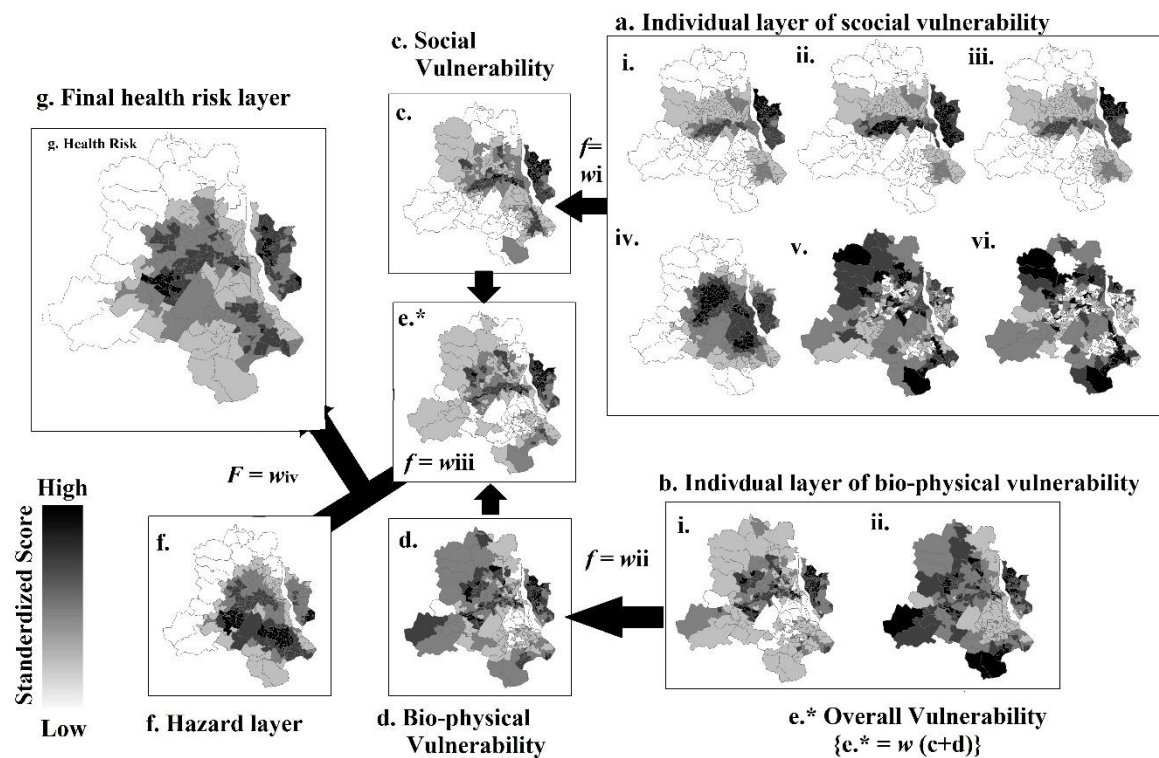 a. Individual layer of scocial vulnerability
i.
ii.
iii.
iv.
v.
vi.
c. Social
Vulnerability
c.
f=
wi
g. Final health risk layer
g. Health Risk
e.*
f = wiii
F = wiv
High
Standerdized Score
Low
f.
f. Hazard layer
d.
d. Bio-physical
Vulnerability
f = wii
b. Indivdual layer of bio-physical vulnerability
i.
ii.
e.* Overall Vulnerability
{e.* = w (c+d)}